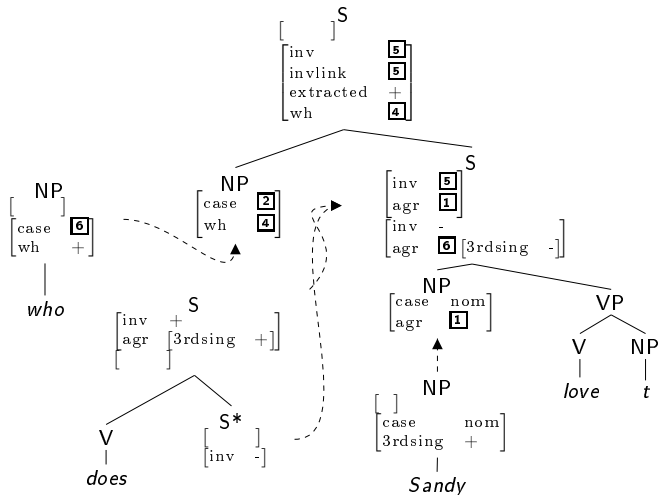 S
[ ]
inv 5
invlink 5
extracted +
wh 4
S
NP
inv 5
agr 1
NP
case 2
wh 4
[ ]
case 6
wh +
inv -
agr 6 [3rdsing -]
NP
case nom
agr 1
VP
who
S
inv +
agr [3rdsing +]
[ ]
V
NP
love
t
NP
[ ]
case nom
3rdsing +
V
S*
[ ]
[inv -]
does
Sandy